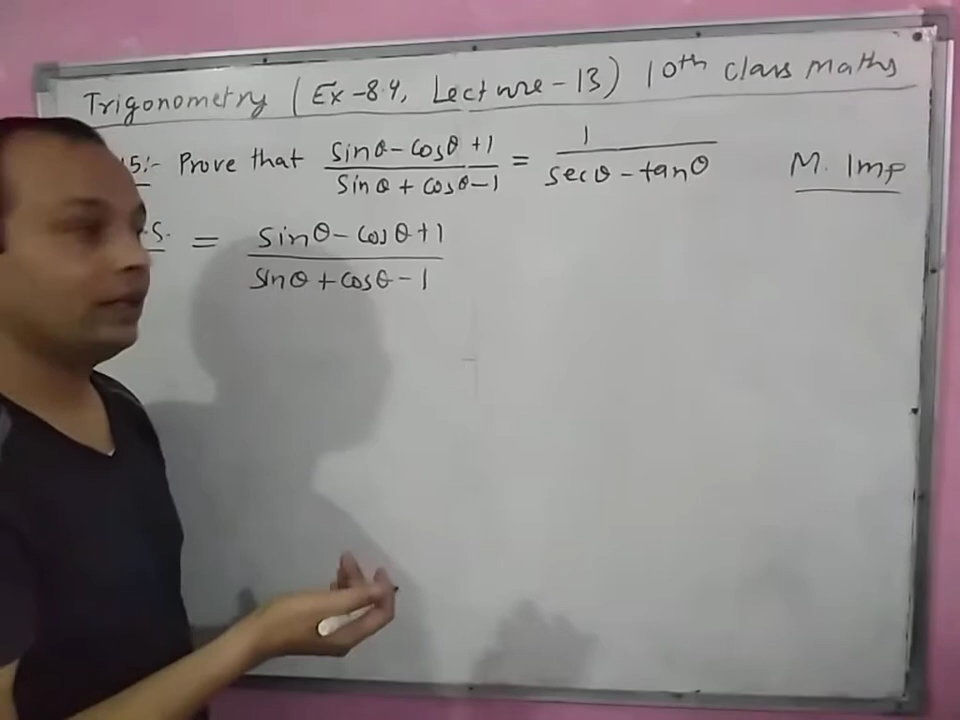 Trigonometry (Ex-8.4, Lecture-13) 10th class Maths
5:- Prove that (sinθ - cosθ + 1)/(sinθ + cosθ - 1) = 1/(secθ - tanθ) M. Imp
.S. = (sinθ - cosθ + 1)/(sinθ + cosθ - 1)